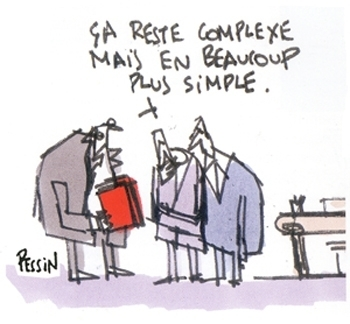 ÇA RESTE COMPLEXE
MAIS EN BEAUCOUP
PLUS SIMPLE.
PESSIN